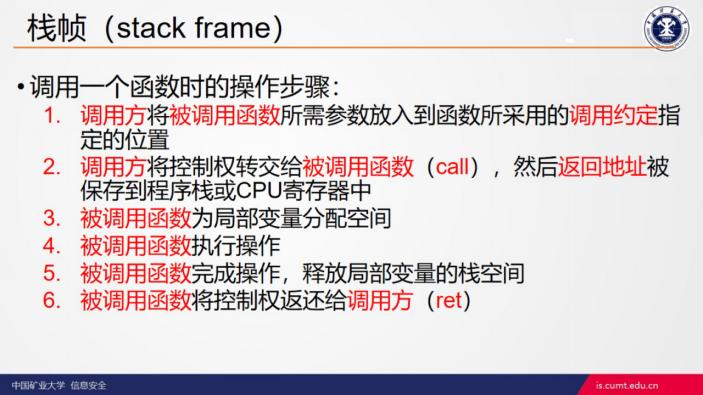 栈帧（stack frame）
•调用一个函数时的操作步骤：
1. 调用方将被调用函数所需参数放入到函数所采用的调用约定指
定的位置
2. 调用方将控制权转交给被调用函数（call），然后返回地址被
保存到程序栈或CPU寄存器中
3. 被调用函数为局部变量分配空间
4. 被调用函数执行操作
5. 被调用函数完成操作，释放局部变量的栈空间
6. 被调用函数将控制权返还给调用方（ret）
中国矿业大学 信息安全
is.cumt.edu.cn